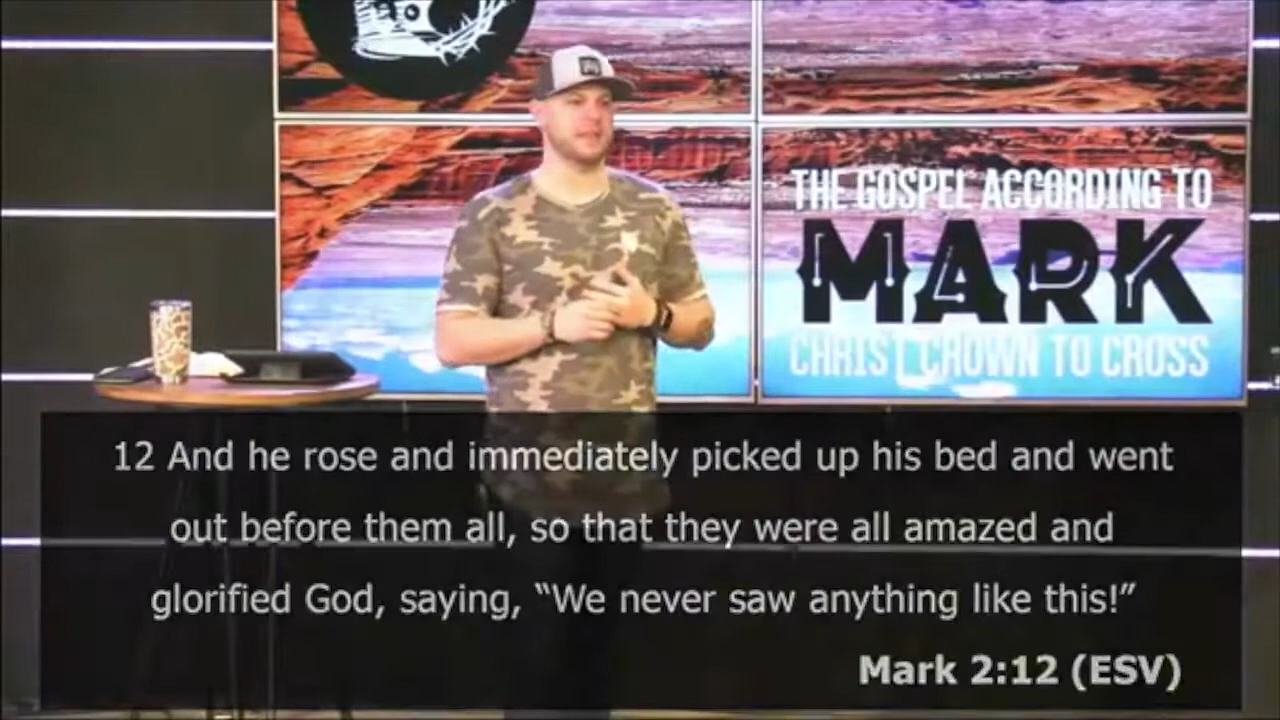 THE GOSPEL ACCORDING TO
MARK
CHRIST CROWN TO CROSS
12 And he rose and immediately picked up his bed and went
out before them all, so that they were all amazed and
glorified God, saying, “We never saw anything like this!”
Mark 2:12 (ESV)